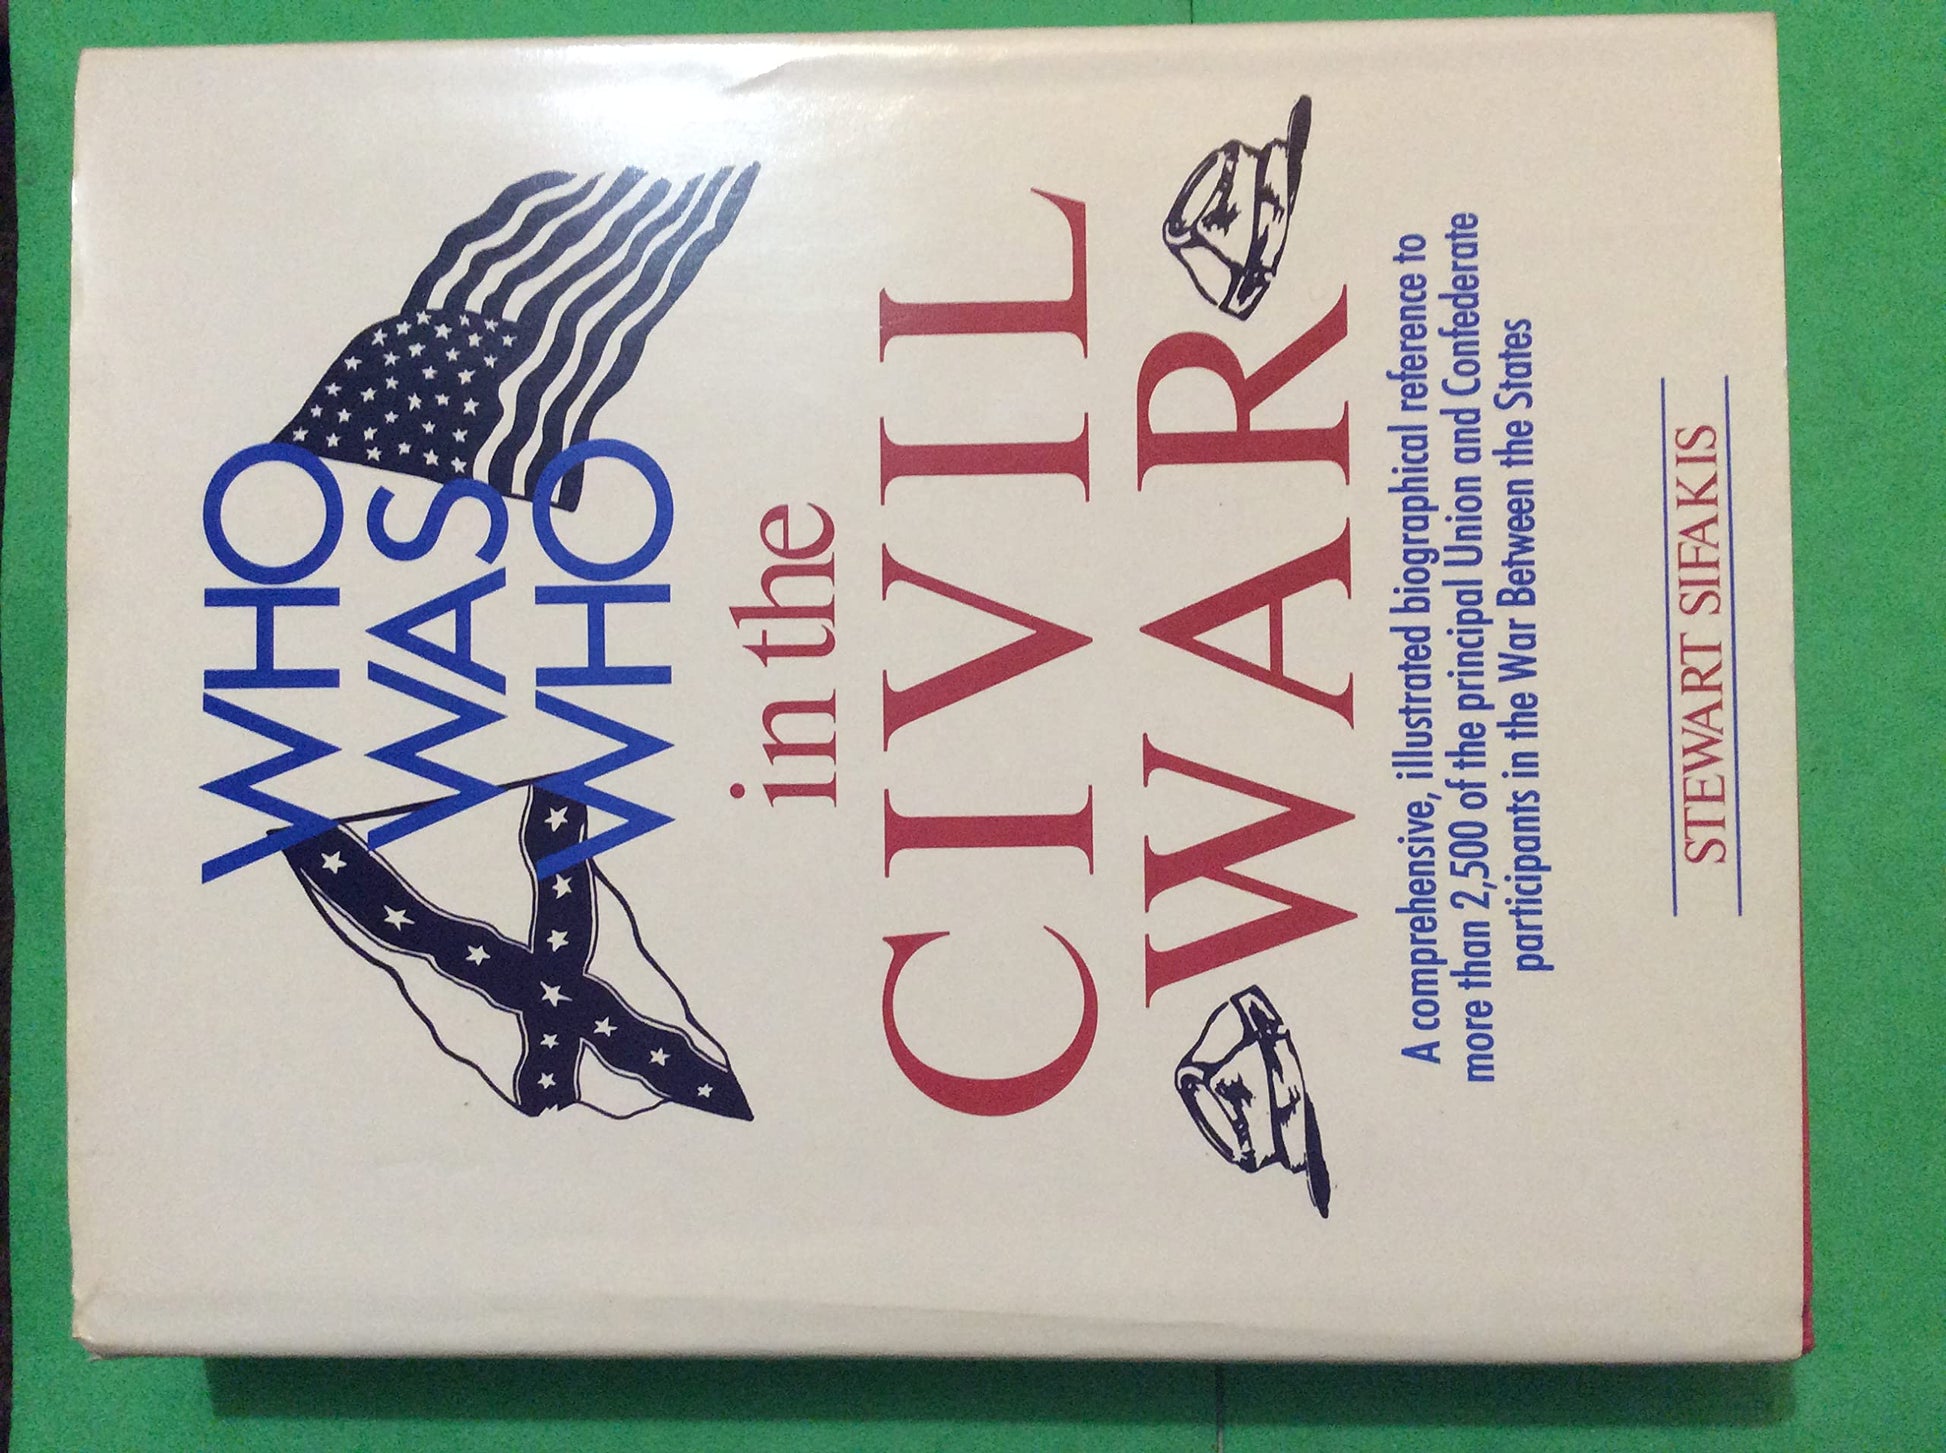 WHO
WAS
WHO
in the
CIVIL
WAR
A comprehensive, illustrated biographical reference to
more than 2,500 of the principal Union and Confederate
participants in the War Between the States
STEWART SIFAKIS